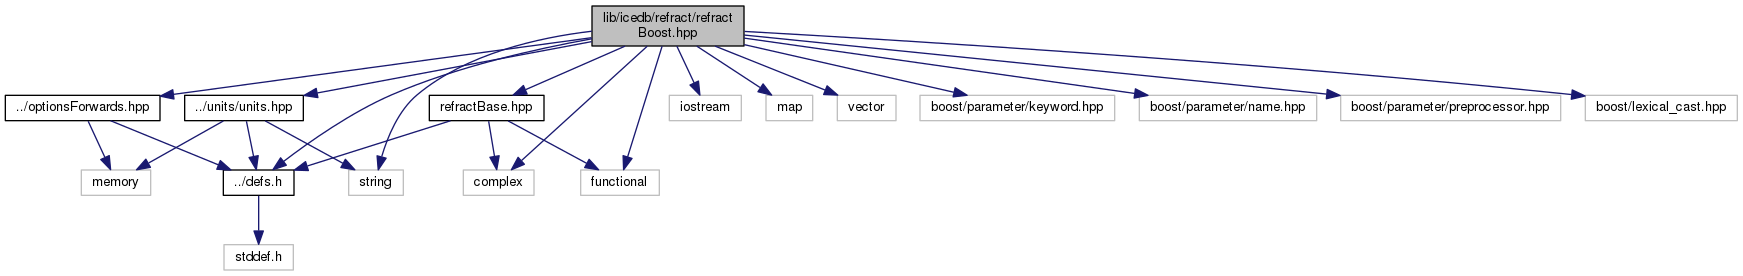 lib/icedb/refract/refract
Boost.hpp
../optionsForwards.hpp
../units/units.hpp
refractBase.hpp
iostream
map
vector
boost/parameter/keyword.hpp
boost/parameter/name.hpp
boost/parameter/preprocessor.hpp
boost/lexical_cast.hpp
memory
../defs.h
string
complex
functional
stddef.h